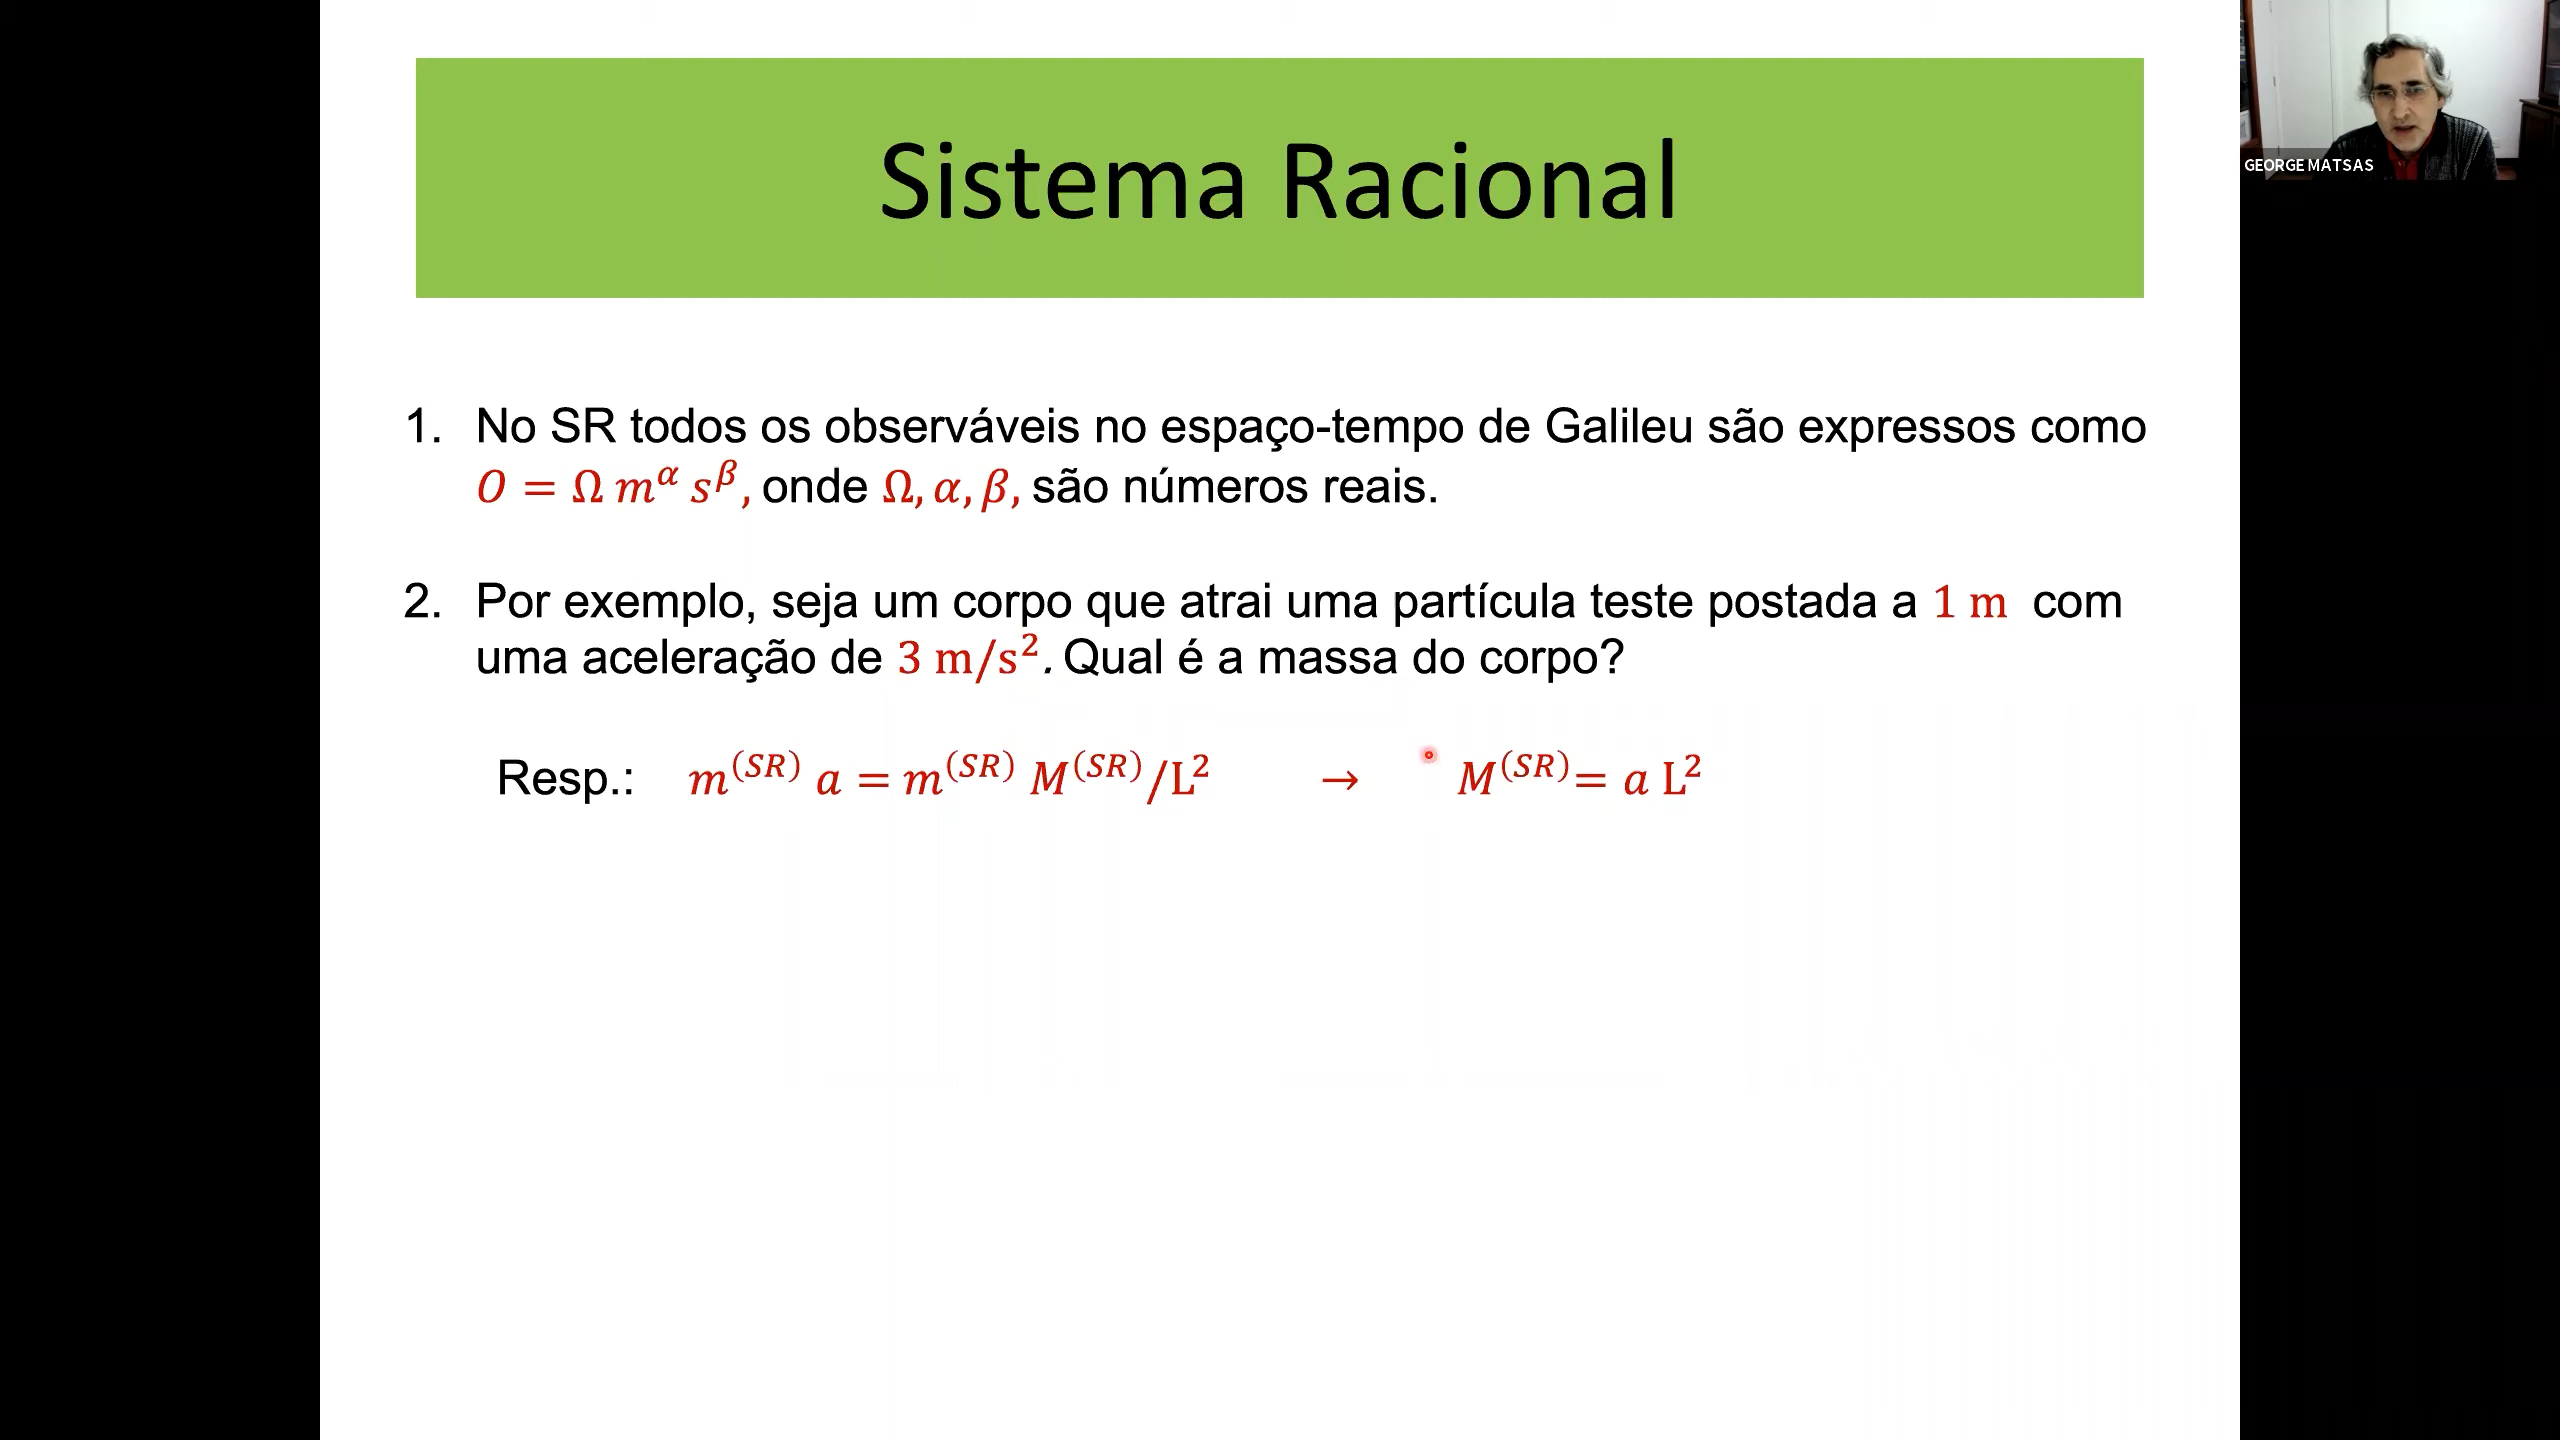 Sistema Racional
GEORGE MATSAS
1. No SR todos os observáveis no espaço-tempo de Galileu são expressos como
O = Ω m^α s^β, onde Ω, α, β, são números reais.
2. Por exemplo, seja um corpo que atrai uma partícula teste postada a 1 m com
uma aceleração de 3 m/s². Qual é a massa do corpo?
Resp.: m^(SR) a = m^(SR) M^(SR)/L² → M^(SR)= a L²